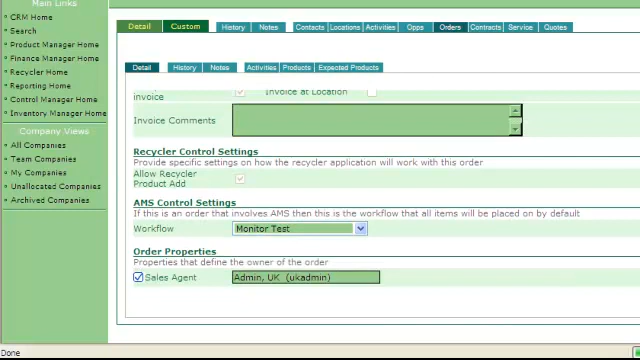 Main Links
CRM Home
Search
Product Manager Home
Finance Manager Home
Recycler Home
Reporting Home
Control Manager Home
Inventory Manager Home
Company Views
All Companies
Team Companies
My Companies
Unallocated Companies
Archived Companies
Detail Custom History Notes Contacts Locations Activities Opps Orders Contracts Service Quotes
Detail History Notes Activities Products Expected Products
invoice Invoice at Location
Invoice Comments
Recycler Control Settings
Provide specific settings on how the recycler application will work with this order
Allow Recycler
Product Add
AMS Control Settings
If this is an order that involves AMS then this is the workflow that all items will be placed on by default
Workflow Monitor Test
Order Properties
Properties that define the owner of the order
Sales Agent Admin, UK (ukadmin)
Done